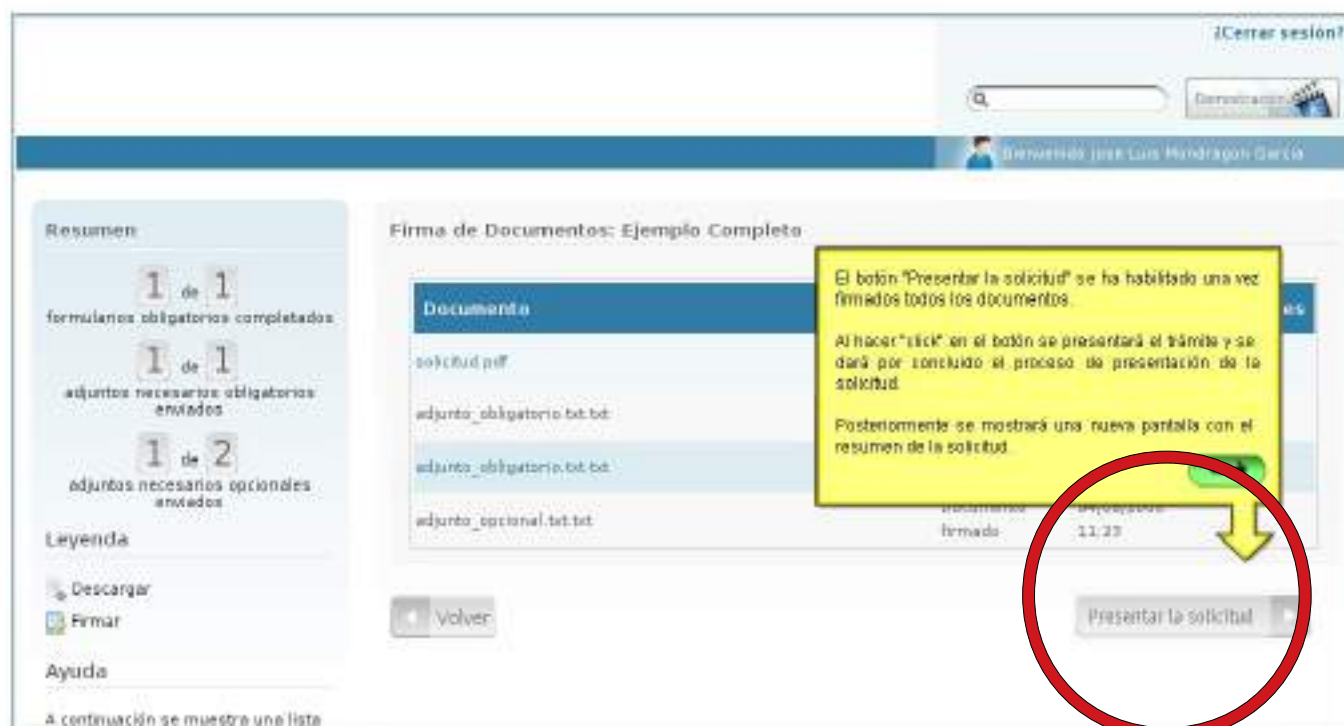 ¿Cerrar sesión?
Demostración
Bienvenido Jose Luis Mondragon Garcia
Resumen
1 de 1
formularios obligatorios completados
1 de 1
adjuntos necesarios obligatorios
enviados
1 de 2
adjuntos necesarios opcionales
enviados
Leyenda
Descargar
Firmar
Ayuda
A continuación se muestra una lista
Firma de Documentos: Ejemplo Completo
Documento
es
solicitud.pdf
adjunto_obligatorio.txt.txt
adjunto_obligatorio.txt.txt
adjunto_opcional.txt.txt
firmado
11:23
El botón "Presentar la solicitud" se ha habilitado una vez
firmados todos los documentos.
Al hacer "click" en el botón se presentará el trámite y se
dará por concluido el proceso de presentación de la
solicitud.
Posteriormente se mostrará una nueva pantalla con el
resumen de la solicitud.
Volver
Presentar la solicitud